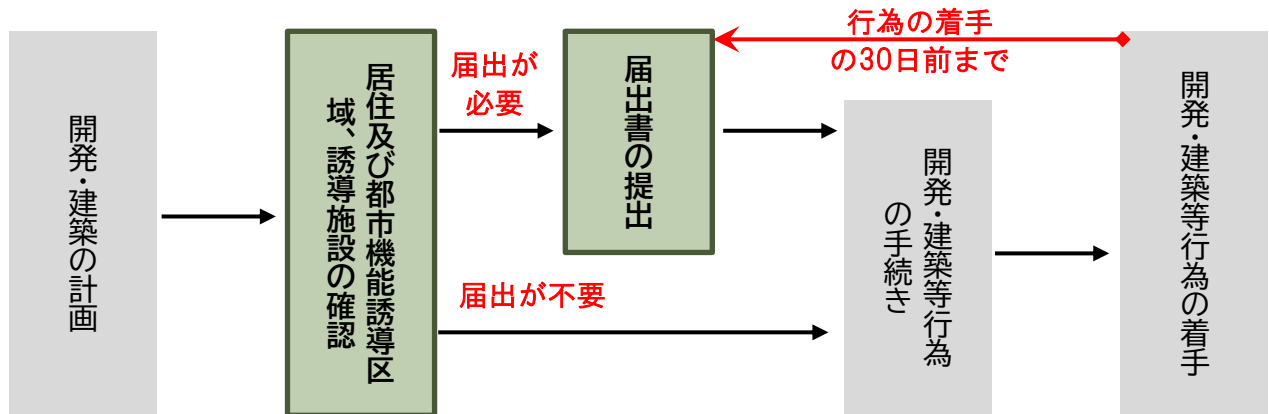 開発・建築の計画
居住及び都市機能誘導区
域、誘導施設の確認
届出が
必要
届出が不要
届出書の提出
行為の着手
の30日前まで
開発・建築等行為
の手続き
開発・建築等行為の着手